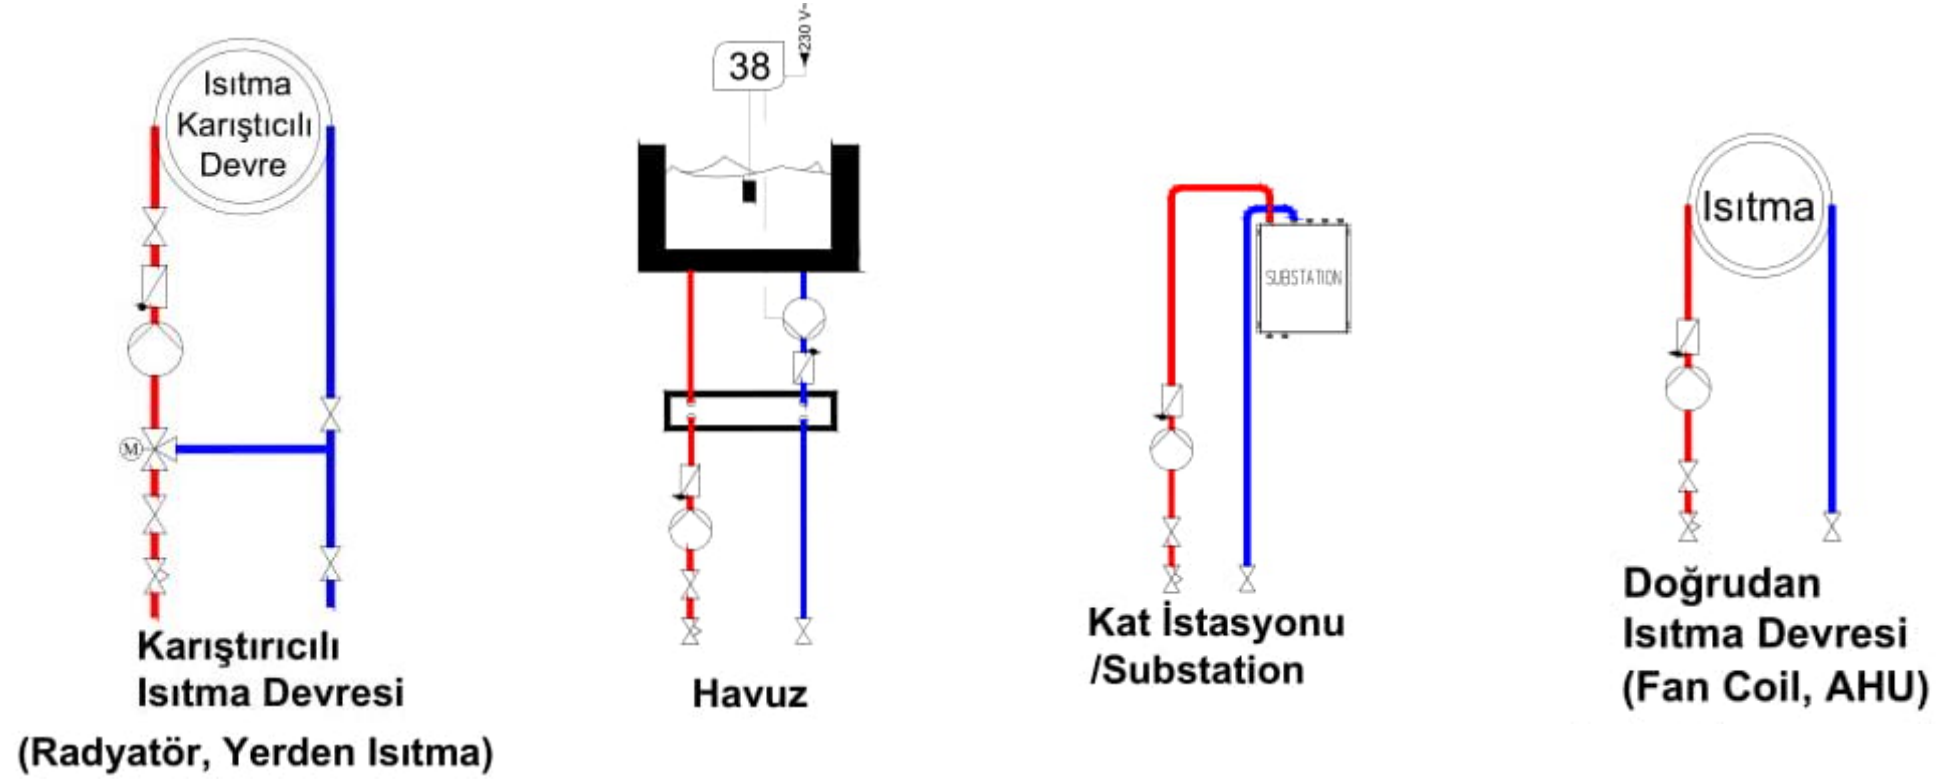 Isıtma
Karıştıcılı
Devre
M
Karıştırıcılı
Isıtma Devresi
(Radyatör, Yerden Isıtma)
230 V~
38
Havuz
SUBSTATION
Kat İstasyonu
/Substation
Isıtma
Doğrudan
Isıtma Devresi
(Fan Coil, AHU)